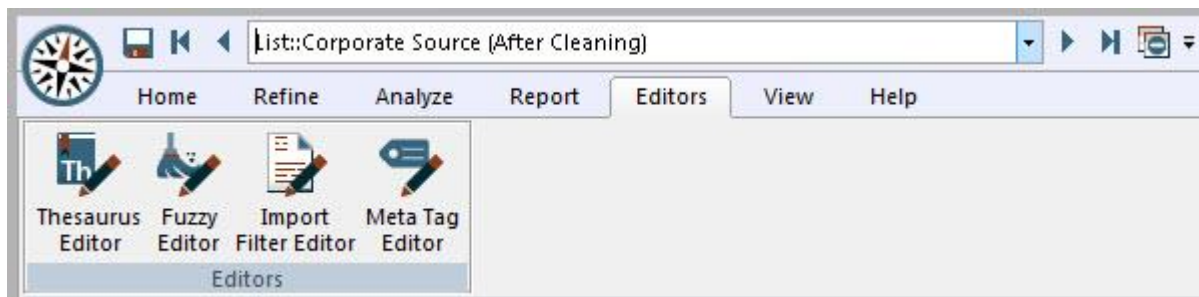 List::Corporate Source (After Cleaning)
Home Refine Analyze Report Editors View Help
Th
Thesaurus Fuzzy Import Meta Tag
Editor Editor Filter Editor Editor
Editors